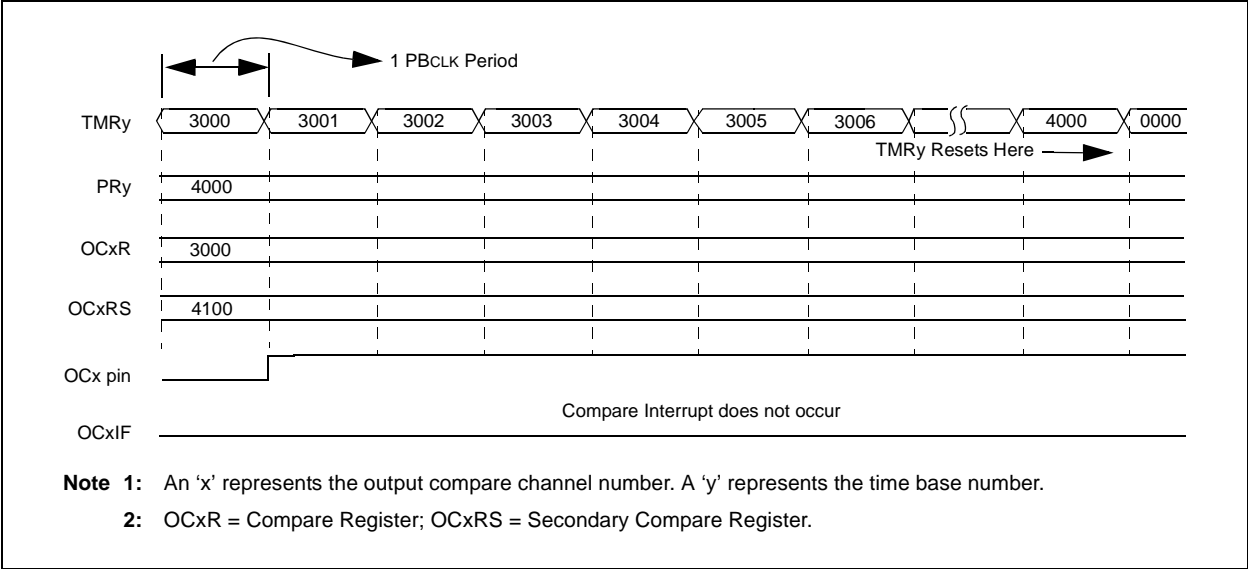 1 PBCLK Period
TMRy 3000 3001 3002 3003 3004 3005 3006 4000 0000
TMRy Resets Here
PRy 4000
OCxR 3000
OCxRS 4100
OCx pin
Compare Interrupt does not occur
OCxIF
Note 1: An ‘x’ represents the output compare channel number. A ‘y’ represents the time base number.
2: OCxR = Compare Register; OCxRS = Secondary Compare Register.